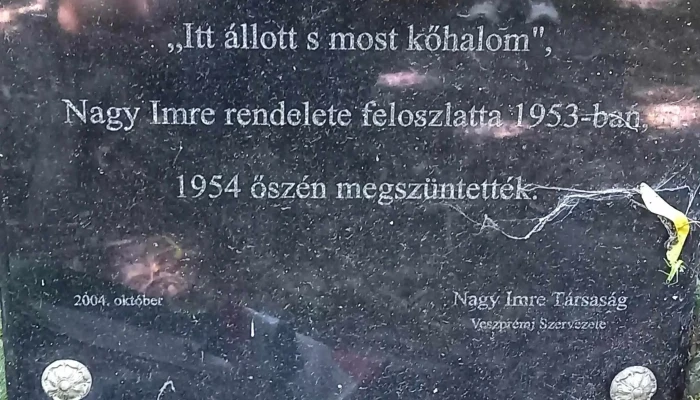 „Itt állott s most kőhalom",
Nagy Imre rendelete feloszlatta 1953-ban,
1954 őszén megszüntették.
2004. október
Nagy Imre Társaság
Veszprémi Szervezete